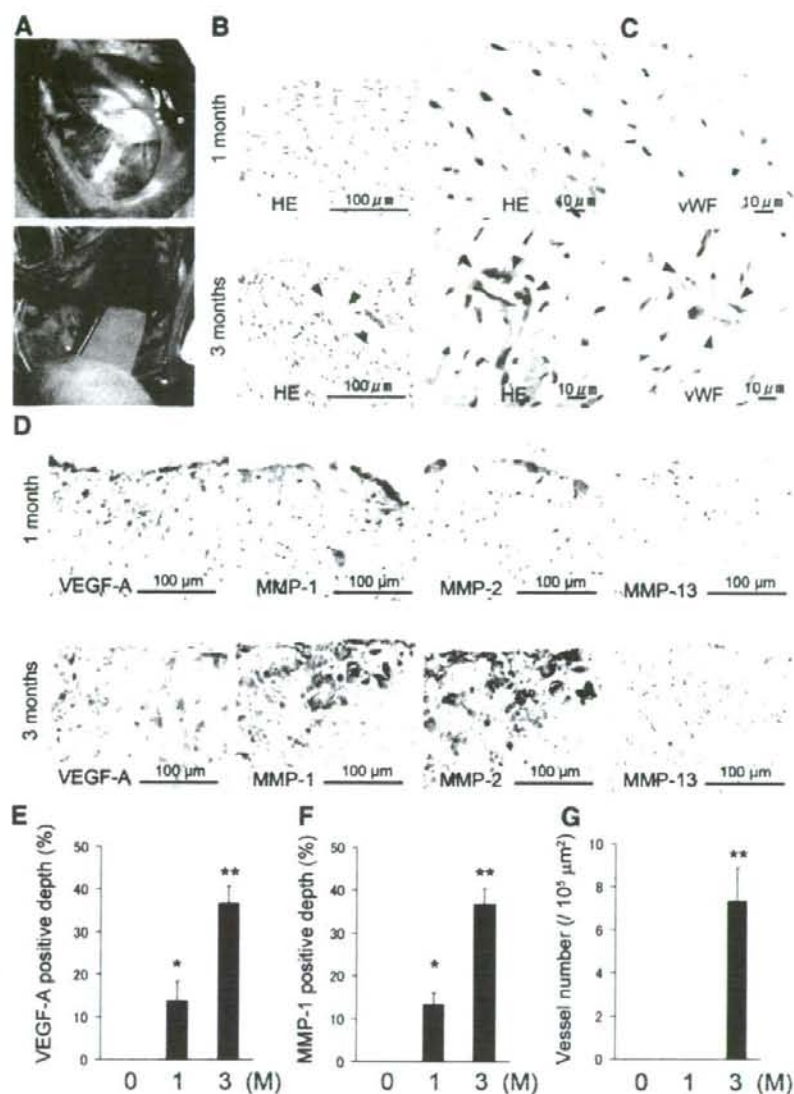 A
B
C
1 month
HE
100 μm
HE
10 μm
vWF
10 μm
3 months
HE
100 μm
HE
10 μm
vWF
10 μm
D
1 month
VEGF-A
100 μm
MMP-1
100 μm
MMP-2
100 μm
MMP-13
100 μm
3 months
VEGF-A
100 μm
MMP-1
100 μm
MMP-2
100 μm
MMP-13
100 μm
E
VEGF-A positive depth (%)
50
40
30
20
10
0
*
**
0 1 3 (M)
F
MMP-1 positive depth (%)
50
40
30
20
10
0
*
**
0 1 3 (M)
G
Vessel number (/ 10⁵ μm²)
10
8
6
4
2
0
**
0 1 3 (M)